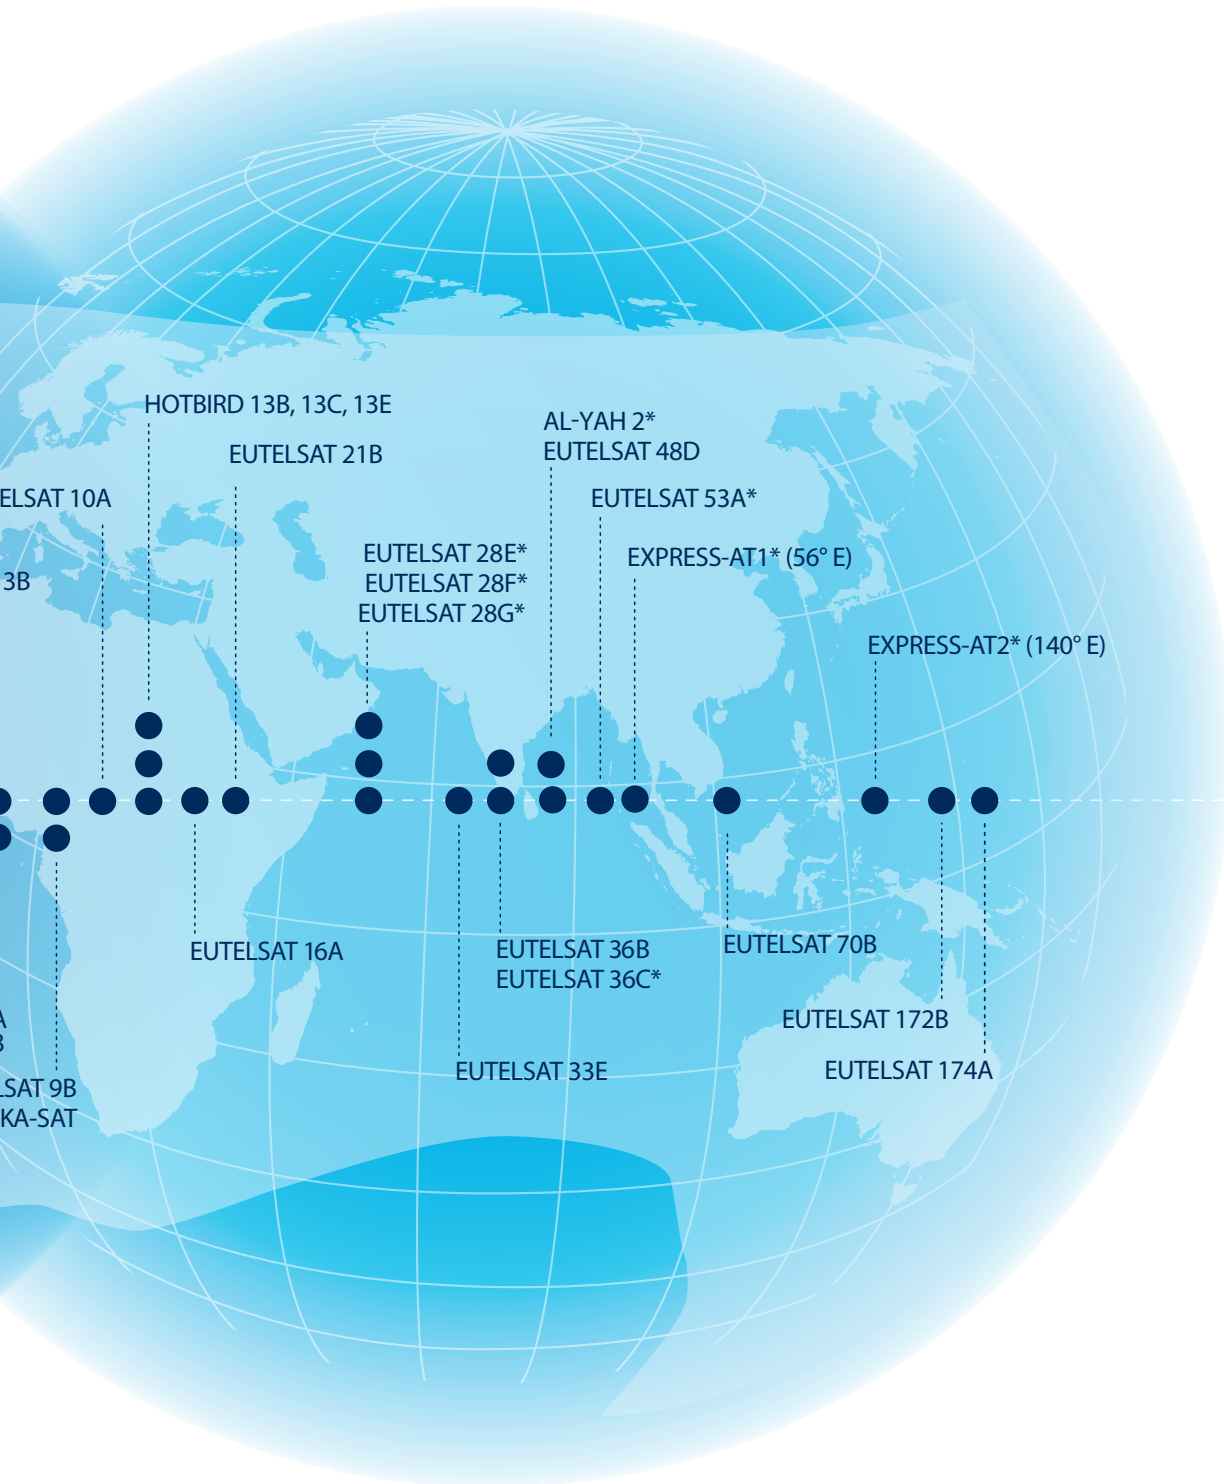 HOTBIRD 13B, 13C, 13E
AL-YAH 2*
EUTELSAT 48D
EUTELSAT 21B
ELSAT 10A
EUTELSAT 53A*
EUTELSAT 28E*
EUTELSAT 28F*
EUTELSAT 28G*
EXPRESS-AT1* (56° E)
3B
EXPRESS-AT2* (140° E)
EUTELSAT 16A
EUTELSAT 36B
EUTELSAT 36C*
EUTELSAT 70B
EUTELSAT 172B
EUTELSAT 33E
EUTELSAT 174A
LSAT 9B
KA-SAT